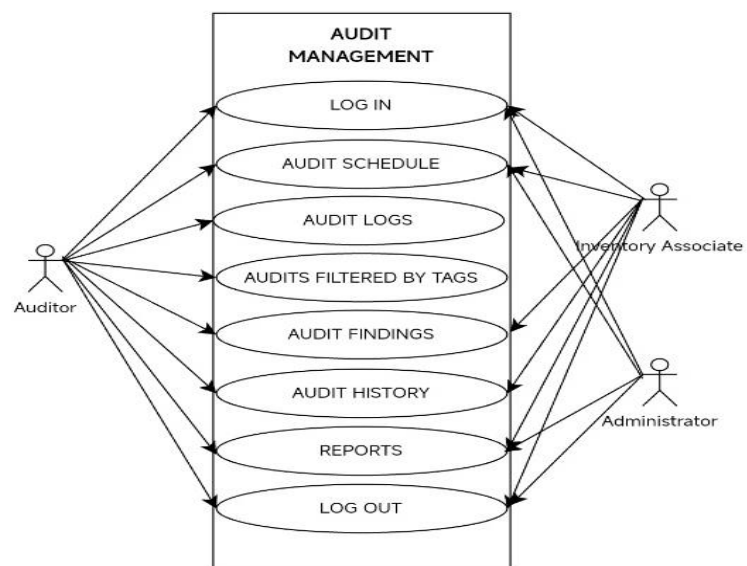 AUDIT
MANAGEMENT
LOG IN
AUDIT SCHEDULE
AUDIT LOGS
AUDITS FILTERED BY TAGS
AUDIT FINDINGS
AUDIT HISTORY
REPORTS
LOG OUT
Auditor
Inventory Associate
Administrator